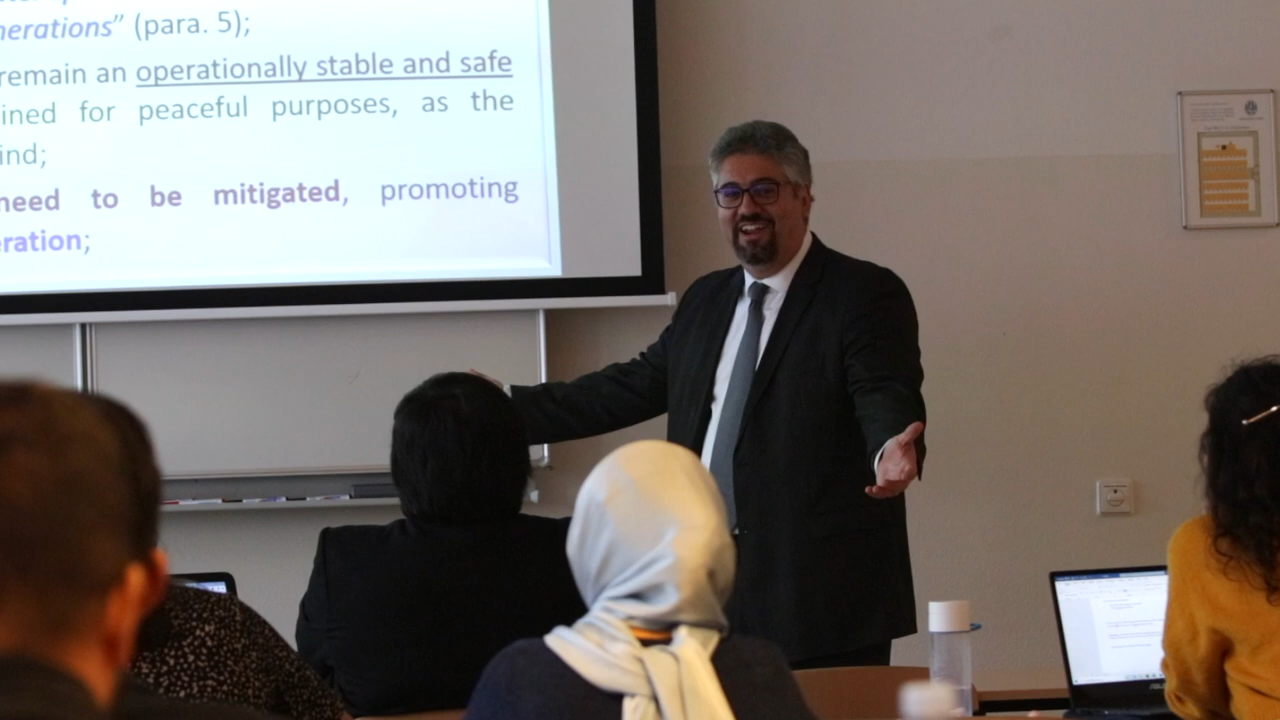 nerations” (para. 5);
remain an operationally stable and safe
ined for peaceful purposes, as the
ind;
need to be mitigated, promoting
eration;